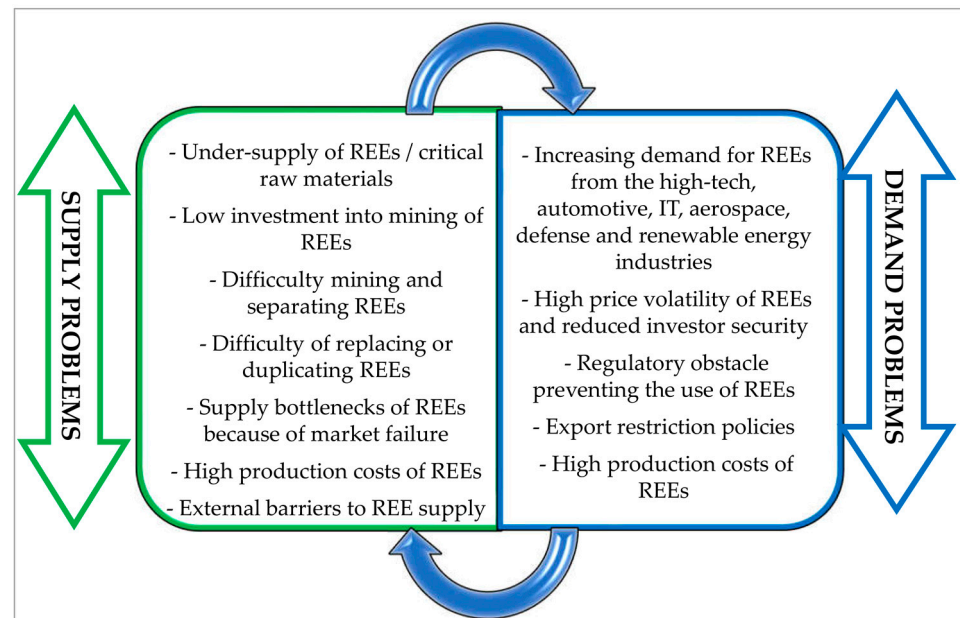 SUPPLY PROBLEMS
- Under-supply of REEs / critical
raw materials
- Low investment into mining of
REEs
- Difficculty mining and
separating REEs
- Difficulty of replacing or
duplicating REEs
- Supply bottlenecks of REEs
because of market failure
- High production costs of REEs
- External barriers to REE supply
- Increasing demand for REEs
from the high-tech,
automotive, IT, aerospace,
defense and renewable energy
industries
- High price volatility of REEs
and reduced investor security
- Regulatory obstacle
preventing the use of REEs
- Export restriction policies
- High production costs of
REEs
DEMAND PROBLEMS